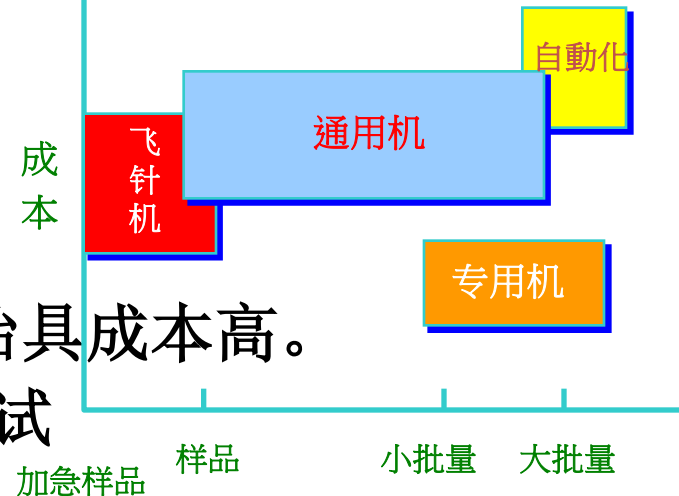 自動化
通用机
飞
针
机
成
本
专用机
治具成本高。
试
样品
小批量
大批量
加急样品